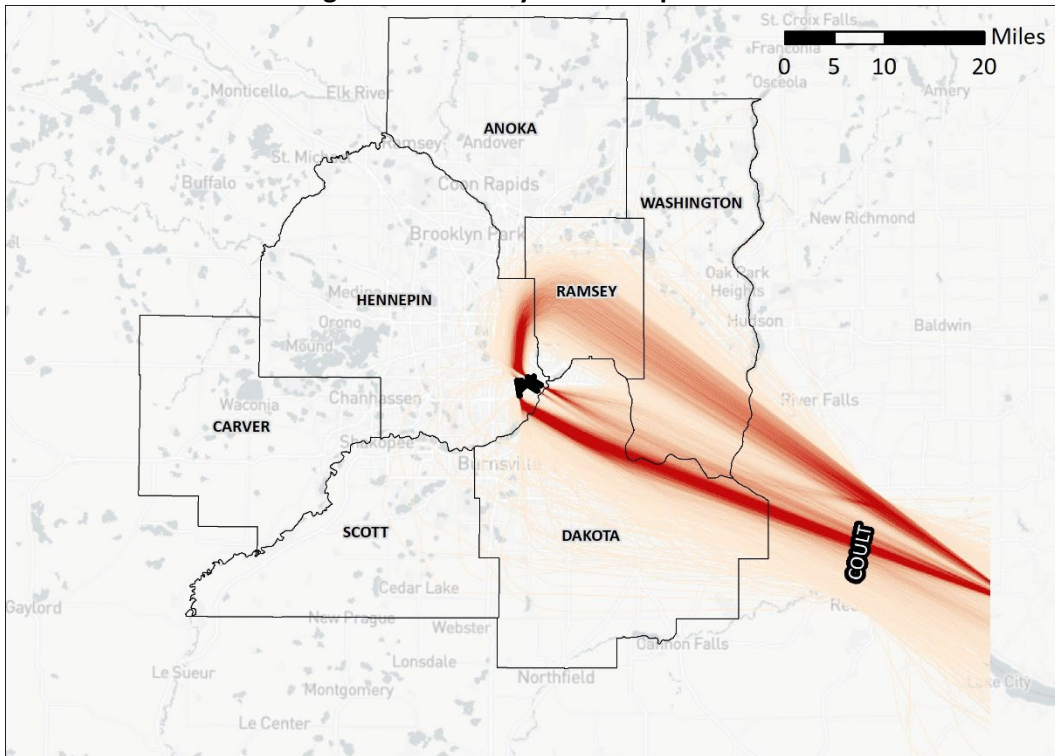 St. Croix Falls
Miles
Franconia
0 5 10 20
Osceola
Monticello
Elk River
Amery
ANOKA
Ramsey
Andover
St. Michael
Buffalo
Coon Rapids
WASHINGTON
New Richmond
Brooklyn Park
Oak Park
Heights
Medina
RAMSEY
HENNEPIN
Orono
Hudson
Baldwin
Mound
Chanhassen
River Falls
Waconia
CARVER
Shakopee
Burnsville
SCOTT
DAKOTA
COULT
Cedar Lake
Gaylord
New Prague
Webster
Cannon Falls
Lonsdale
Le Sueur
Northfield
Lake City
Montgomery
Le Center